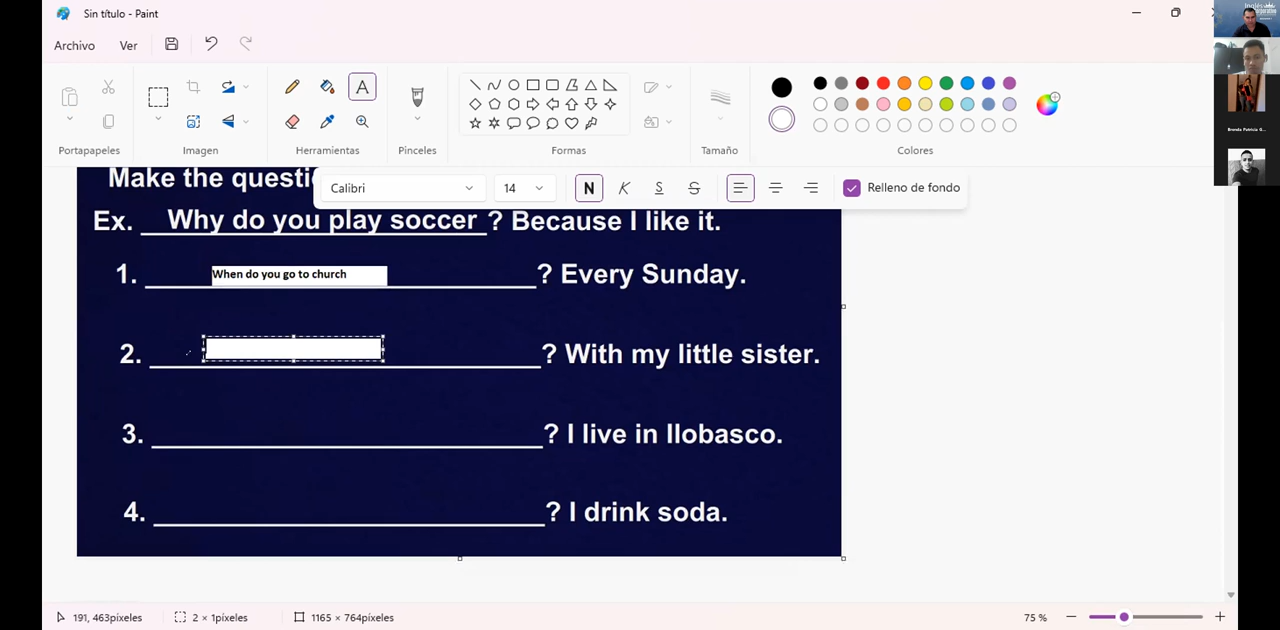 Sin título - Paint
Archivo Ver
Portapapeles Imagen Herramientas Pinceles Formas Tamaño Colores
Calibri 14 N K S S Relleno de fondo
Make the questi
Ex. Why do you play soccer ? Because I like it.
1. When do you go to church ? Every Sunday.
2. ? With my little sister.
3. ? I live in Ilobasco.
4. ? I drink soda.
191, 463píxeles 2 × 1píxeles 1165 × 764píxeles 75 %
Brenda Patricia G...